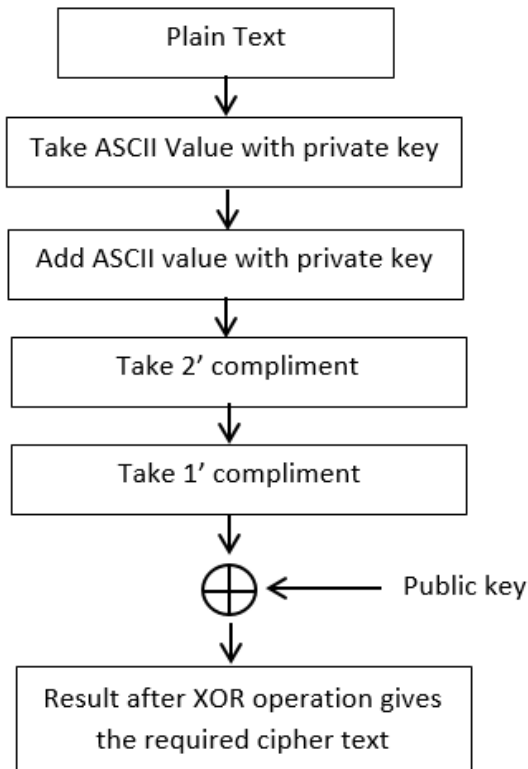 Plain Text
Take ASCII Value with private key
Add ASCII value with private key
Take 2’ compliment
Take 1’ compliment
Public key
Result after XOR operation gives
the required cipher text